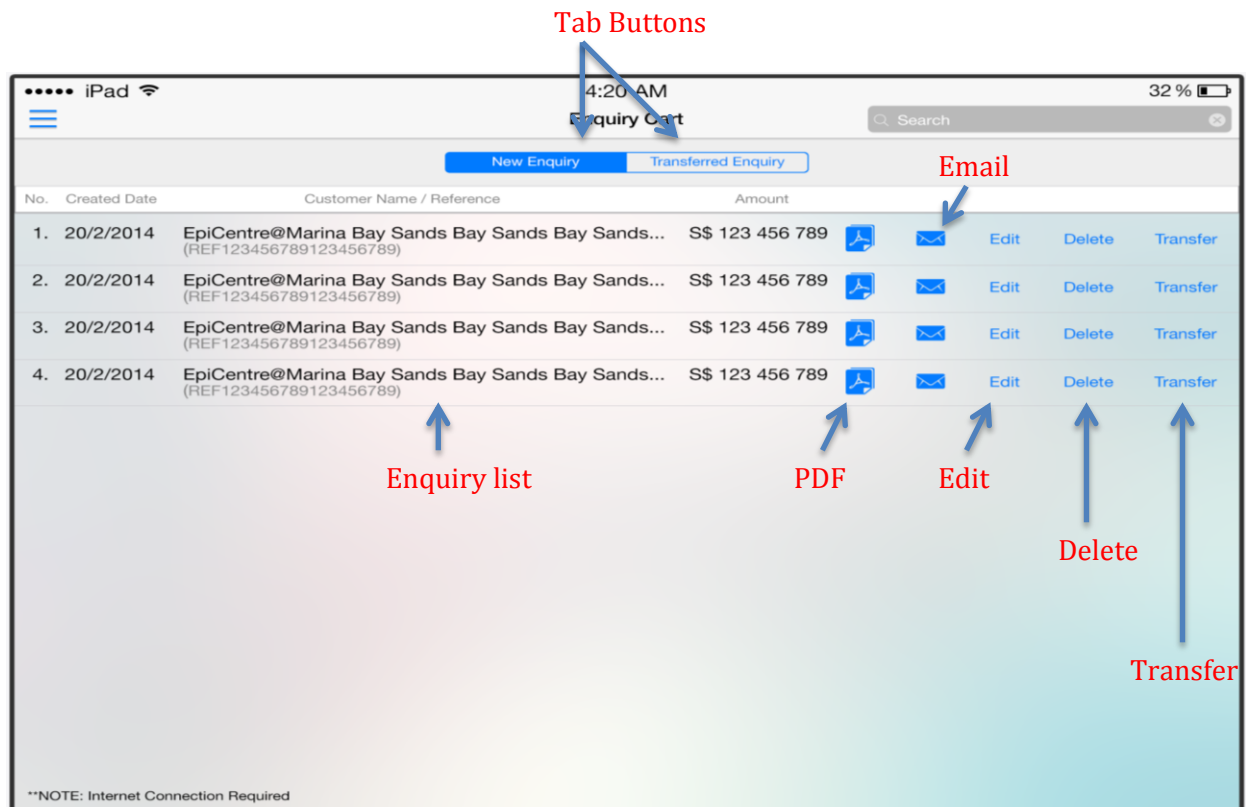 Tab Buttons
iPad 4:20 AM 32 %
Enquiry Cart Search
New Enquiry Transferred Enquiry
Email
No. Created Date Customer Name / Reference Amount
1. 20/2/2014 EpiCentre@Marina Bay Sands Bay Sands Bay Sands... S$ 123 456 789 Edit Delete Transfer
(REF123456789123456789)
2. 20/2/2014 EpiCentre@Marina Bay Sands Bay Sands Bay Sands... S$ 123 456 789 Edit Delete Transfer
(REF123456789123456789)
3. 20/2/2014 EpiCentre@Marina Bay Sands Bay Sands Bay Sands... S$ 123 456 789 Edit Delete Transfer
(REF123456789123456789)
4. 20/2/2014 EpiCentre@Marina Bay Sands Bay Sands Bay Sands... S$ 123 456 789 Edit Delete Transfer
(REF123456789123456789)
Enquiry list PDF Edit
Delete
Transfer
**NOTE: Internet Connection Required